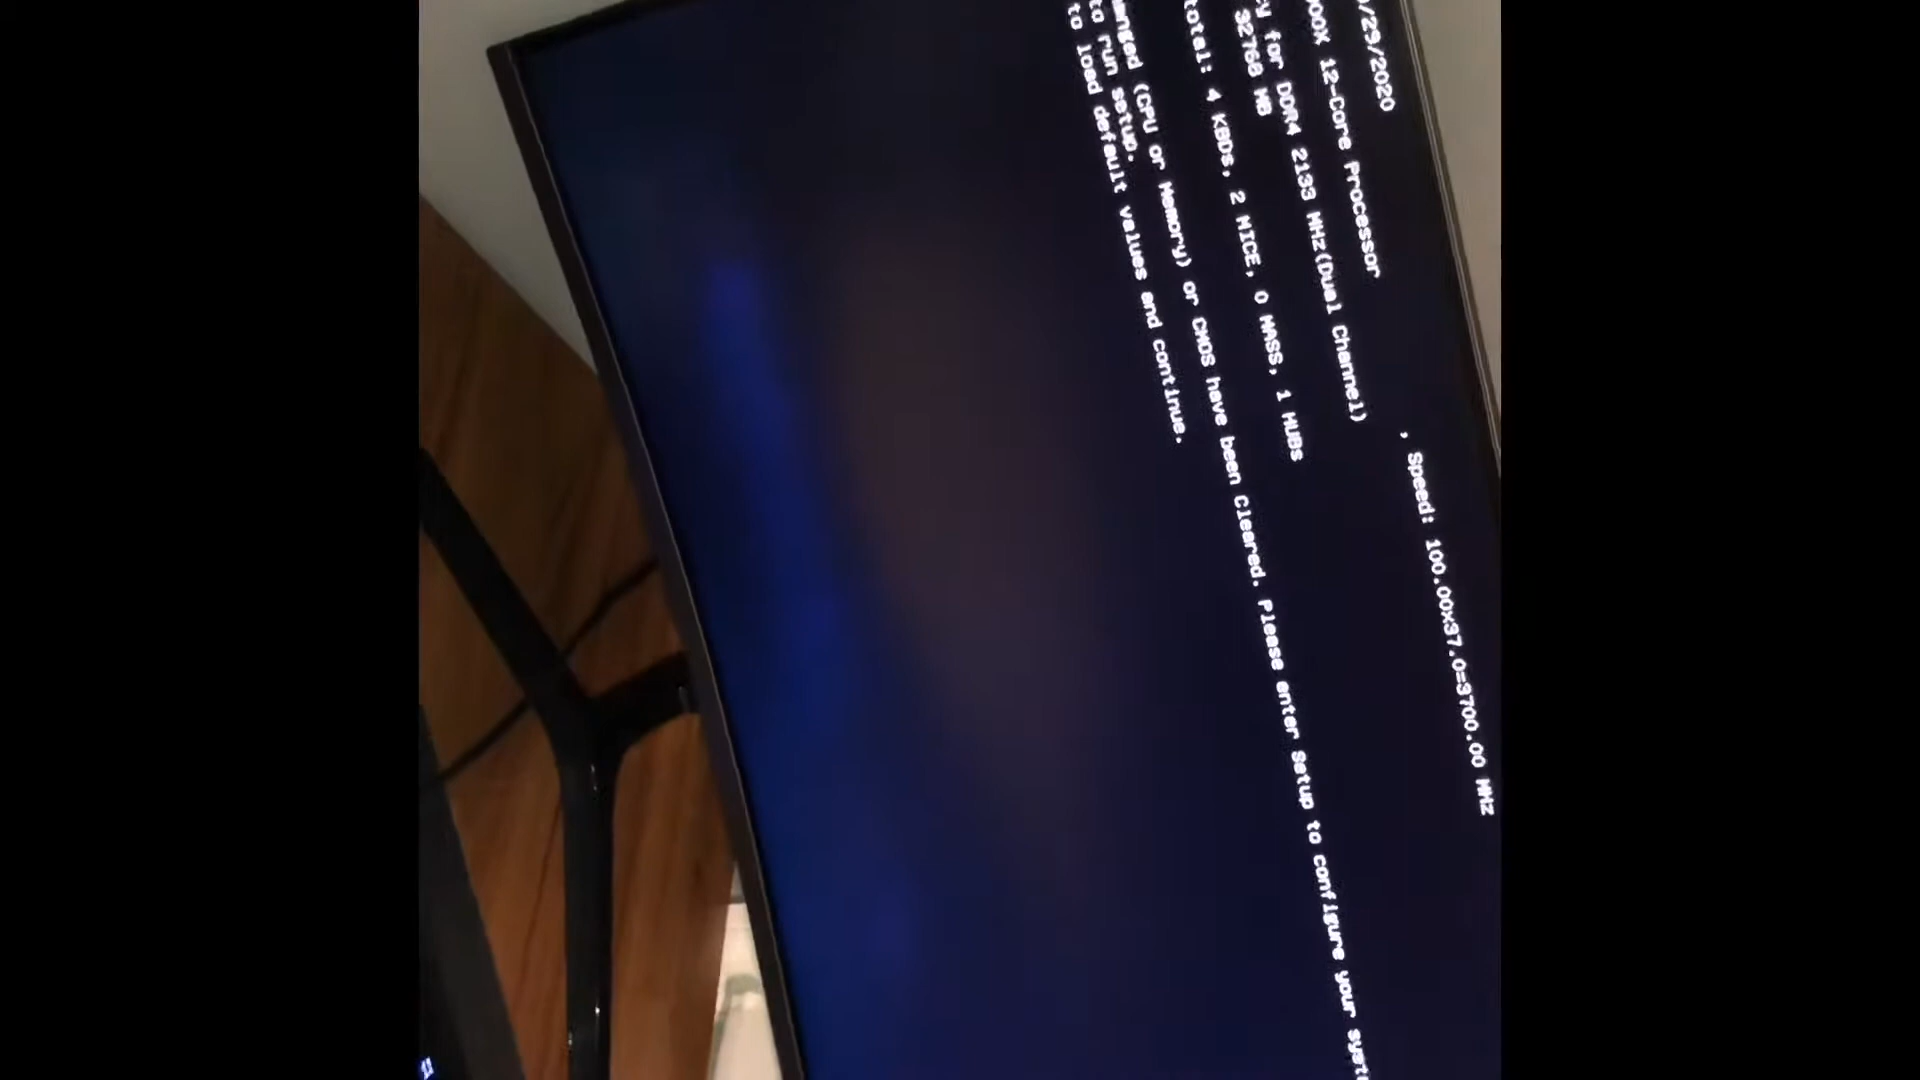 /29/2020
00X 12-Core Processor
, Speed: 100.00x37.0=3700.00 MHz
y for DDR4 2133 MHz(Dual Channel)
32768 MB
total: 4 KBDs, 2 MICE, 0 MASS, 1 HUBs
anged (CPU or Memory) or CMOS have been Cleared. Please enter Setup to configure your syste
to run setup.
to load default values and continue.